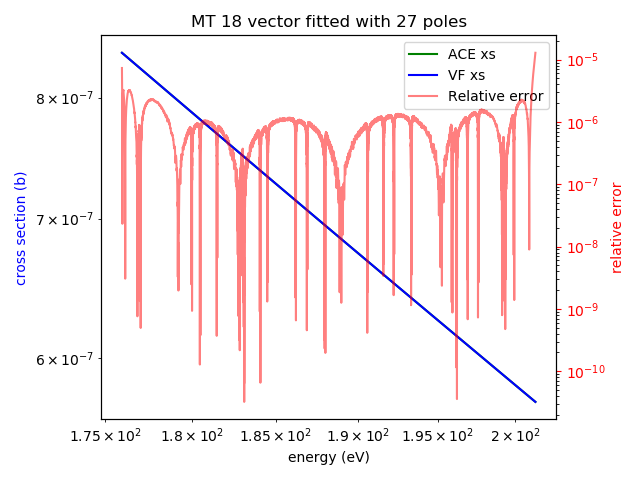 MT 18 vector fitted with 27 poles
ACE xs
VF xs
Relative error
8 × 10⁻⁷
7 × 10⁻⁷
6 × 10⁻⁷
cross section (b)
10⁻⁵
10⁻⁶
10⁻⁷
10⁻⁸
10⁻⁹
10⁻¹⁰
relative error
1.75 × 10² 1.8 × 10² 1.85 × 10² 1.9 × 10² 1.95 × 10² 2 × 10²
energy (eV)